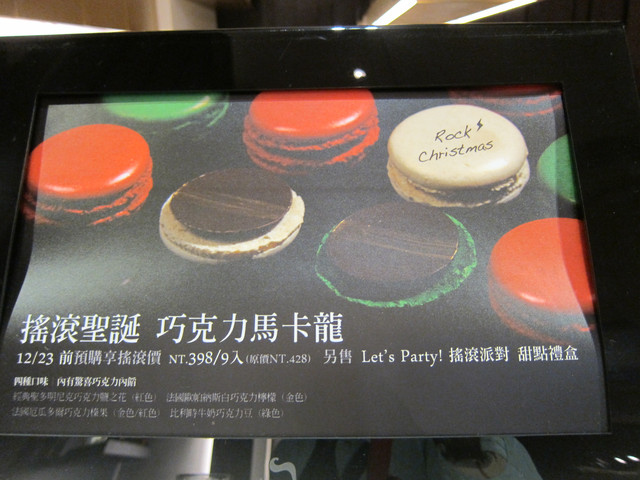 Rock
Christmas
搖滾聖誕 巧克力馬卡龍
12/23 前預購享搖滾價 NT.398/9入(原價NT.428) 另售 Let's Party! 搖滾派對 甜點禮盒
四種口味｜內有驚喜巧克力內餡
經典聖多明尼克巧克力鹽之花（紅色） 法國歐帕納斯白巧克力檸檬（金色）
法國厄瓜多爾巧克力榛果（金色/紅色） 比利時牛奶巧克力豆（綠色）